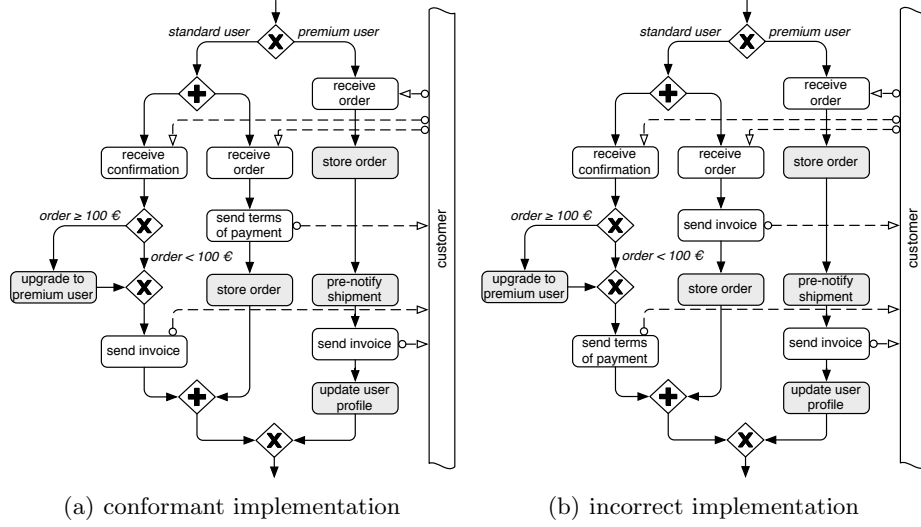 standard user
premium user
receive
order
receive
confirmation
receive
order
store order
order ≥ 100 €
send terms
of payment
order < 100 €
upgrade to
premium user
store order
pre-notify
shipment
send invoice
send invoice
update user
profile
customer
(a) conformant implementation
standard user
premium user
receive
order
receive
confirmation
receive
order
store order
order ≥ 100 €
send invoice
order < 100 €
upgrade to
premium user
store order
pre-notify
shipment
send terms
of payment
send invoice
update user
profile
customer
(b) incorrect implementation